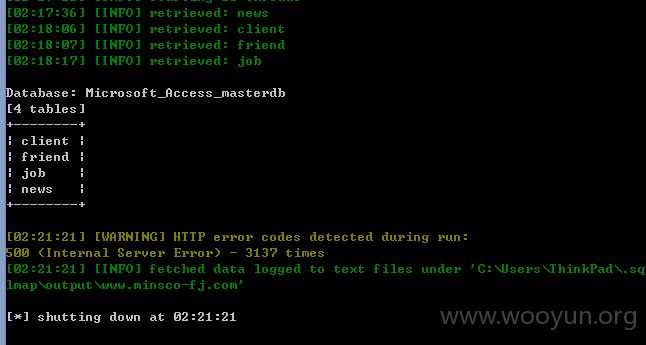 [02:17:36] [INFO] retrieved: news
[02:18:06] [INFO] retrieved: client
[02:18:07] [INFO] retrieved: friend
[02:18:17] [INFO] retrieved: job
Database: Microsoft_Access_masterdb
[4 tables]
+--------+
¦ client ¦
¦ friend ¦
¦ job    ¦
¦ news   ¦
+--------+
[02:21:21] [WARNING] HTTP error codes detected during run:
500 (Internal Server Error) - 3137 times
[02:21:21] [INFO] fetched data logged to text files under 'C:\Users\ThinkPad\.sq
lmap\output\www.minsco-fj.com'
[*] shutting down at 02:21:21
www.wooyun.org